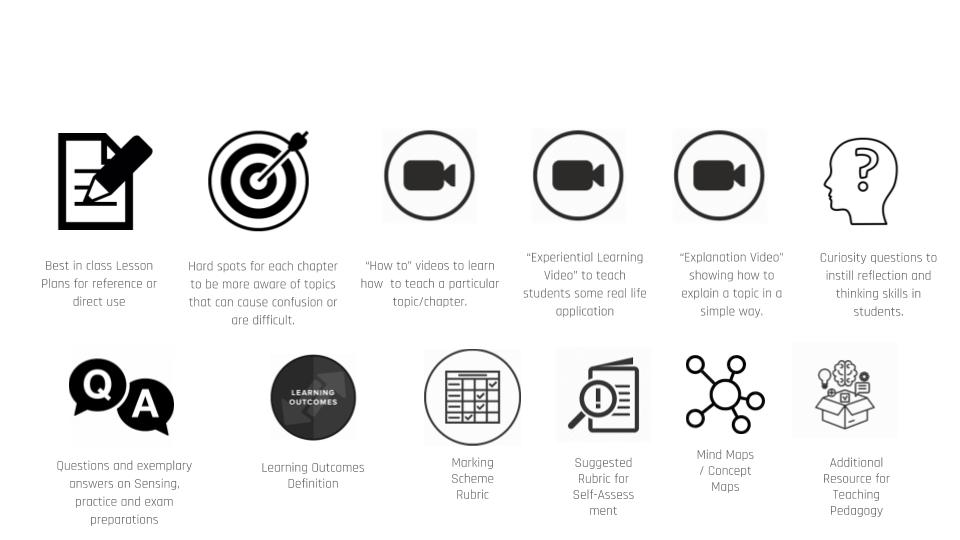 Best in class Lesson
Plans for reference or
direct use
Hard spots for each chapter
to be more aware of topics
that can cause confusion or
are difficult.
“How to” videos to learn
how to teach a particular
topic/chapter.
“Experiential Learning
Video” to teach
students some real life
application
“Explanation Video”
showing how to
explain a topic in a
simple way.
?
Curiosity questions to
instill reflection and
thinking skills in
students.
Q
A
Questions and exemplary
answers on Sensing,
practice and exam
preparations
LEARNING
OUTCOMES
Learning Outcomes
Definition
Marking
Scheme
Rubric
!
Suggested
Rubric for
Self-Assess
ment
Mind Maps
/ Concept
Maps
Additional
Resource for
Teaching
Pedagogy